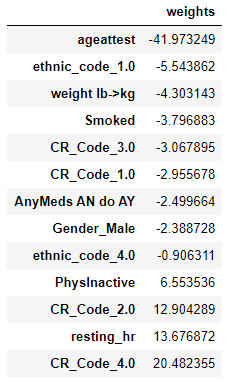 weights
ageattest -41.973249
ethnic_code_1.0 -5.543862
weight lb->kg -4.303143
Smoked -3.796883
CR_Code_3.0 -3.067895
CR_Code_1.0 -2.955678
AnyMeds AN do AY -2.499664
Gender_Male -2.388728
ethnic_code_4.0 -0.906311
PhysInactive 6.553536
CR_Code_2.0 12.904289
resting_hr 13.676872
CR_Code_4.0 20.482355